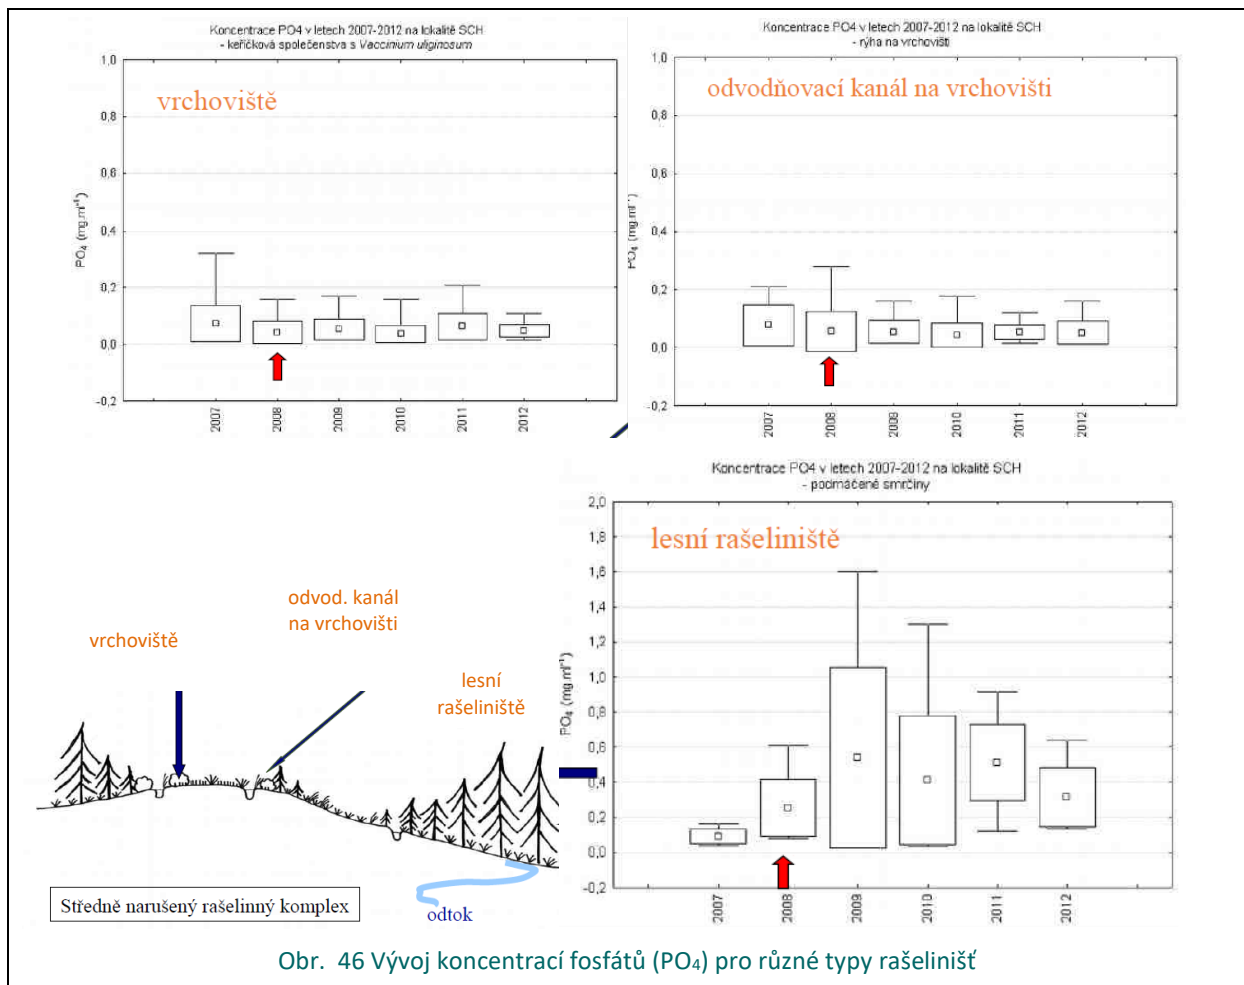 Koncentrace PO4 v letech 2007-2012 na lokalitě SCH
- keříčková společenstva s Vaccinium uliginosum
vrchoviště
1,0
0,8
0,6
0,4
0,2
0,0
-0,2
PO₄ (mg.ml⁻¹)
2007
2008
2009
2010
2011
2012
Koncentrace PO4 v letech 2007-2012 na lokalitě SCH
- rýha na vrchovišti
odvodňovací kanál na vrchovišti
1,0
0,8
0,6
0,4
0,2
0,0
-0,2
PO₄ (mg.ml⁻¹)
2007
2008
2009
2010
2011
2012
Koncentrace PO4 v letech 2007-2012 na lokalitě SCH
- podmáčené smrčiny
lesní rašeliniště
2,0
1,8
1,6
1,4
1,2
1,0
0,8
0,6
0,4
0,2
0,0
-0,2
PO₄ (mg.ml⁻¹)
2007
2008
2009
2010
2011
2012
odvod. kanál
na vrchovišti
vrchoviště
lesní
rašeliniště
Středně narušený rašelinný komplex
odtok
Obr. 46 Vývoj koncentrací fosfátů (PO₄) pro různé typy rašelinišť